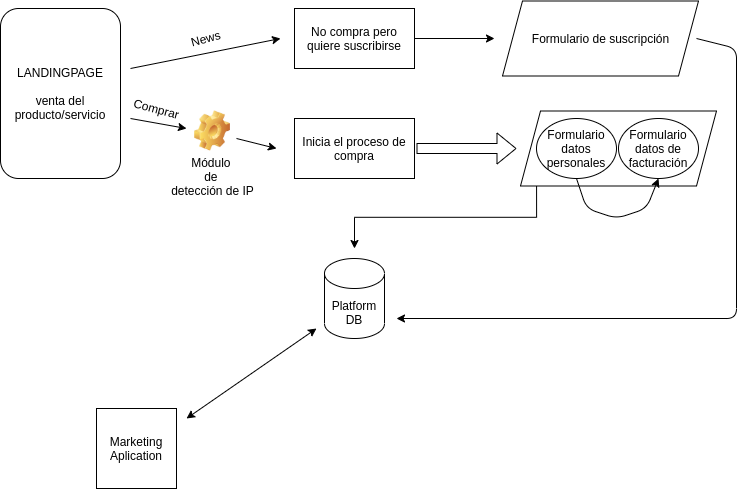 LANDINGPAGE
venta del
producto/servicio
News
No compra pero
quiere suscribirse
Formulario de suscripción
Comprar
Módulo
de
detección de IP
Inicia el proceso de
compra
Formulario
datos
personales
Formulario
datos de
facturación
Platform
DB
Marketing
Aplication